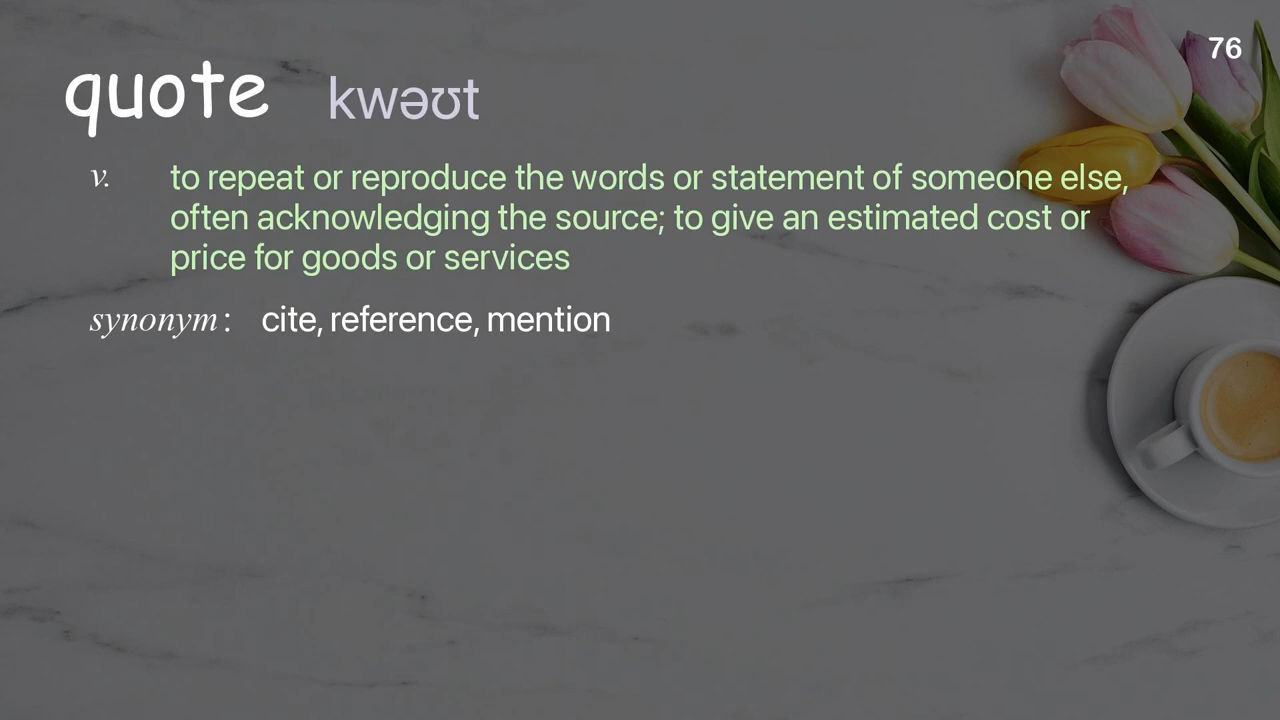 76
quote kwəʊt
v. to repeat or reproduce the words or statement of someone else,
often acknowledging the source; to give an estimated cost or
price for goods or services
synonym : cite, reference, mention